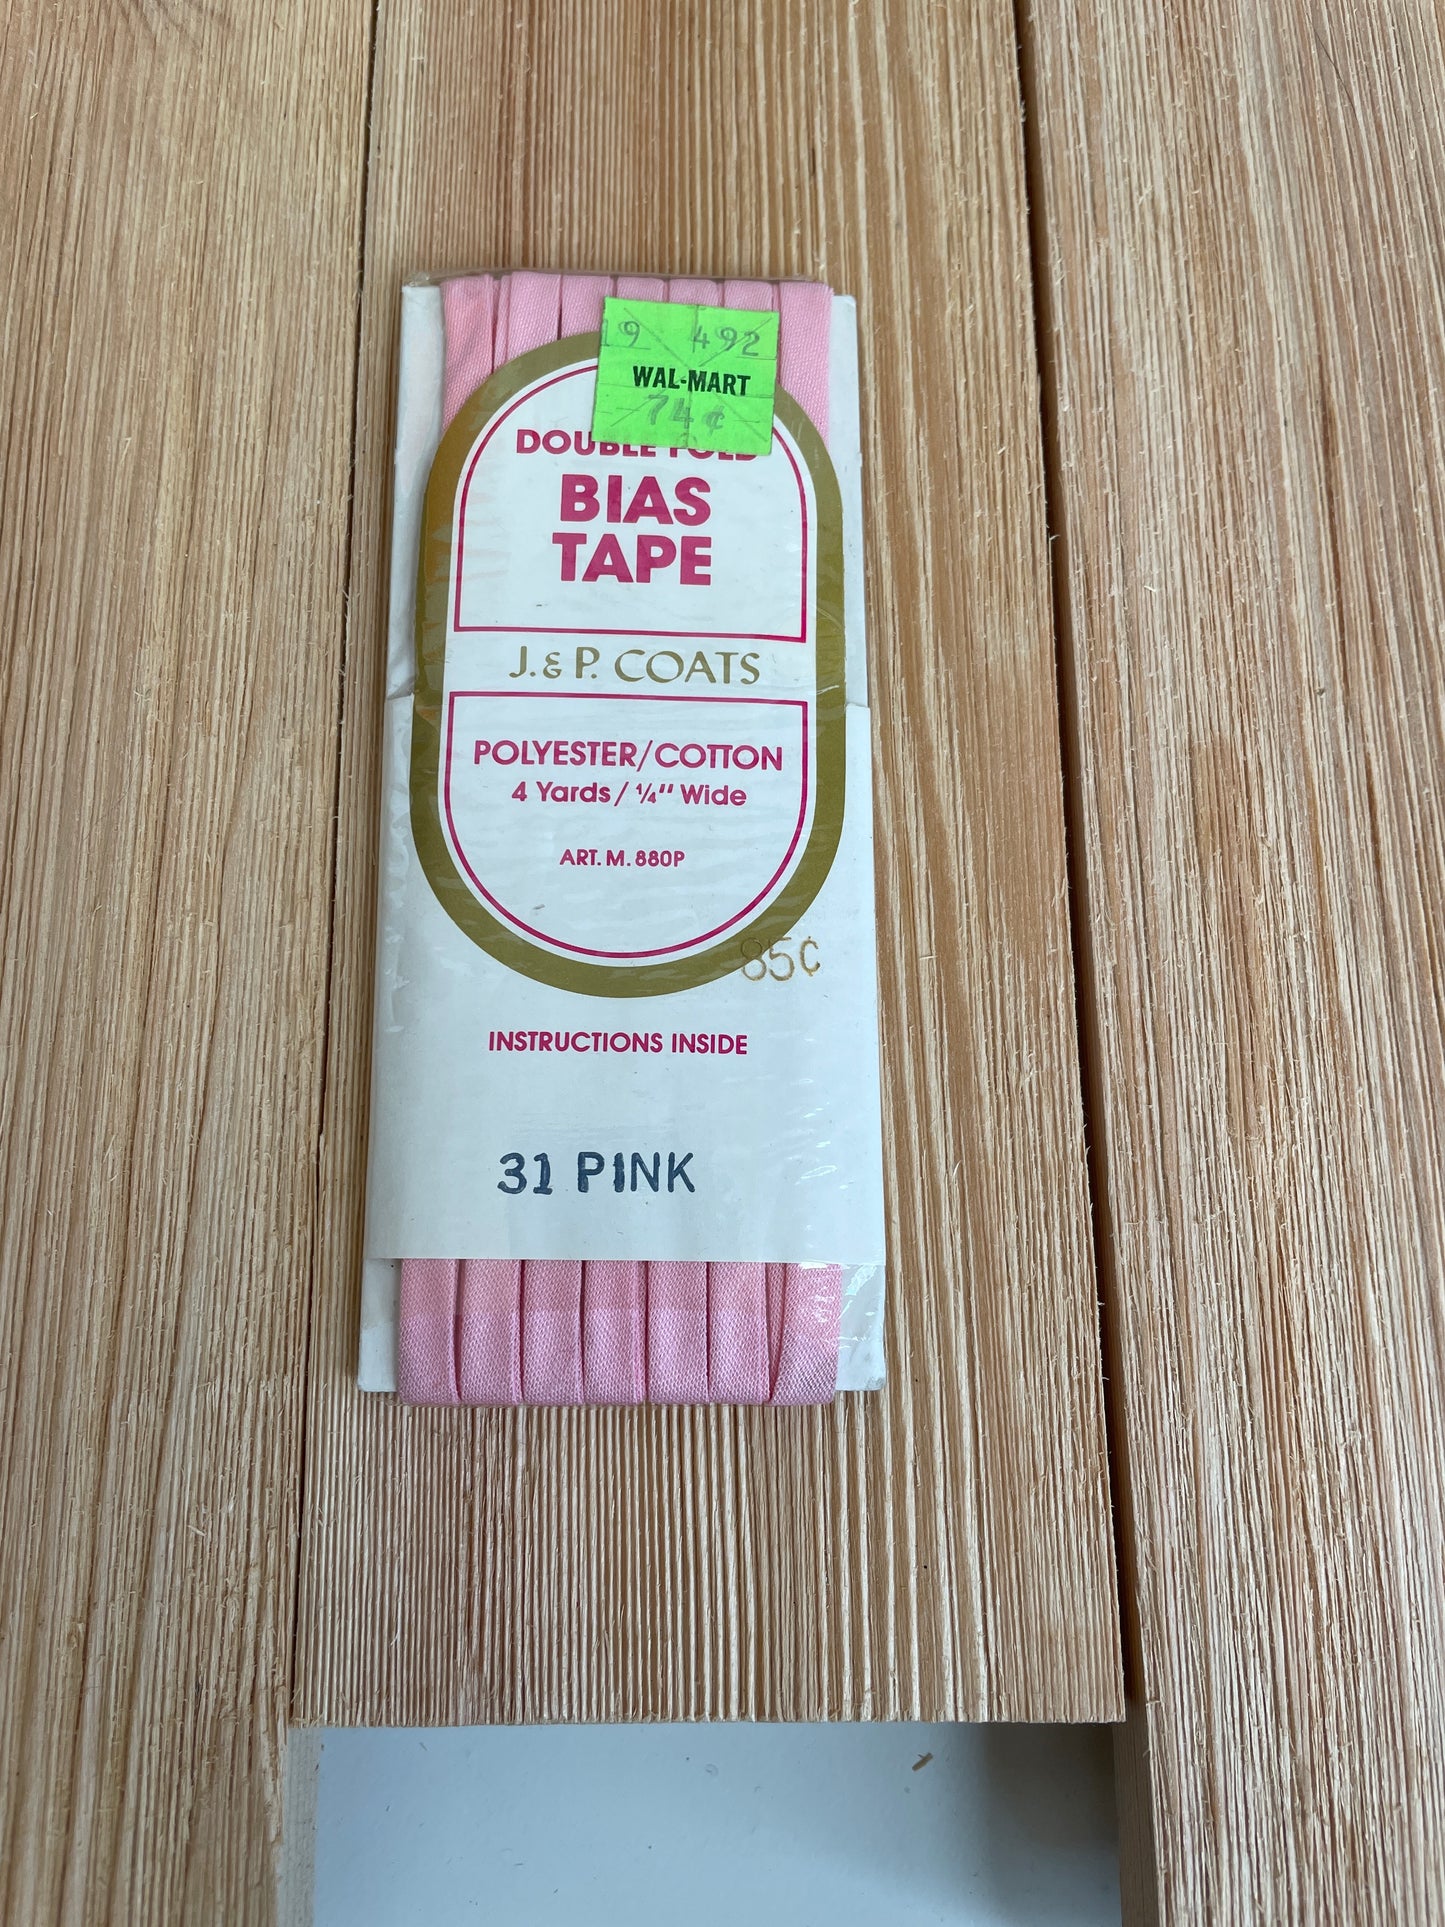 19 492
WAL-MART
74¢
DOUBLE FOLD
BIAS
TAPE
J. & P. COATS
POLYESTER/COTTON
4 Yards / ¼" Wide
ART. M. 880P
85¢
INSTRUCTIONS INSIDE
31 PINK